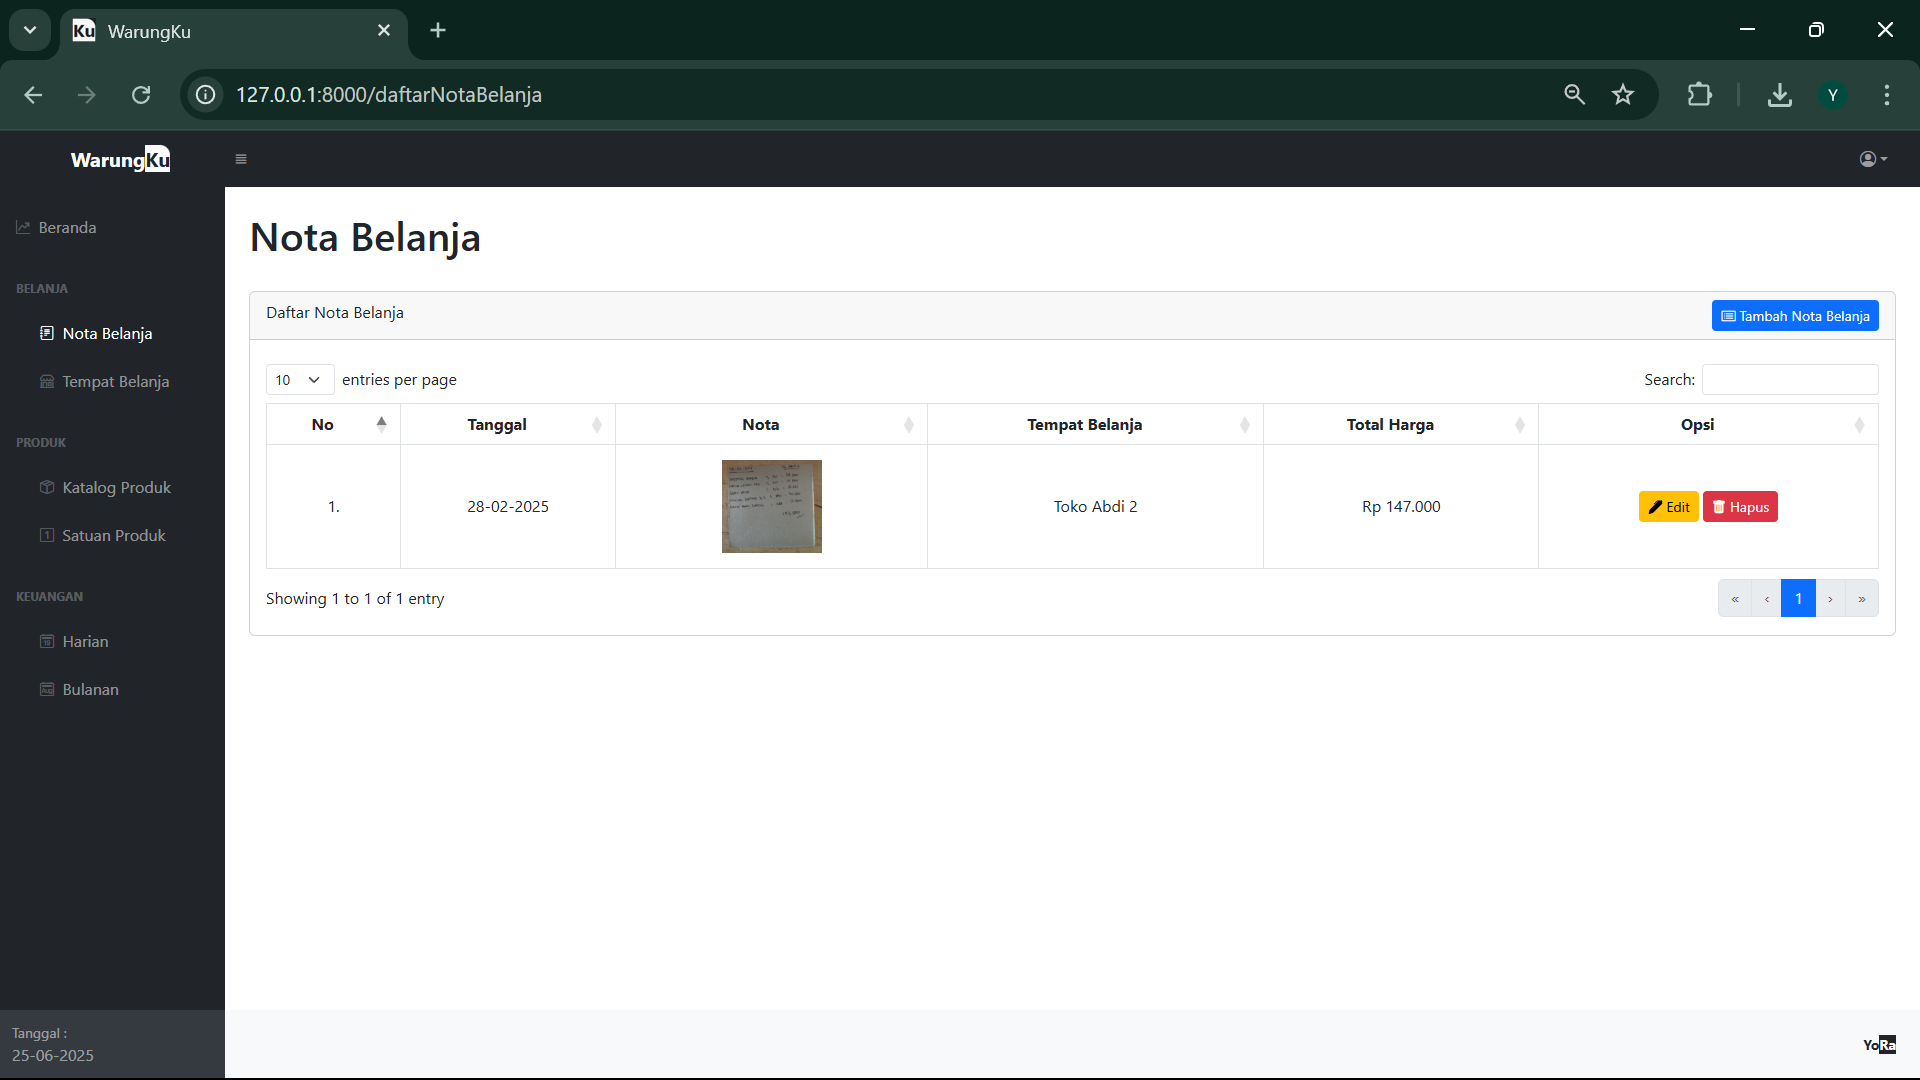 Ku WarungKu
127.0.0.1:8000/daftarNotaBelanja
Y
WarungKu
Beranda
BELANJA
Nota Belanja
Tempat Belanja
PRODUK
Katalog Produk
Satuan Produk
KEUANGAN
Harian
Bulanan
Tanggal :
25-06-2025
Nota Belanja
Daftar Nota Belanja
Tambah Nota Belanja
10 entries per page
Search:
No Tanggal Nota Tempat Belanja Total Harga Opsi
1. 28-02-2025 Toko Abdi 2 Rp 147.000 Edit Hapus
Showing 1 to 1 of 1 entry
« ‹ 1 › »
YoRa